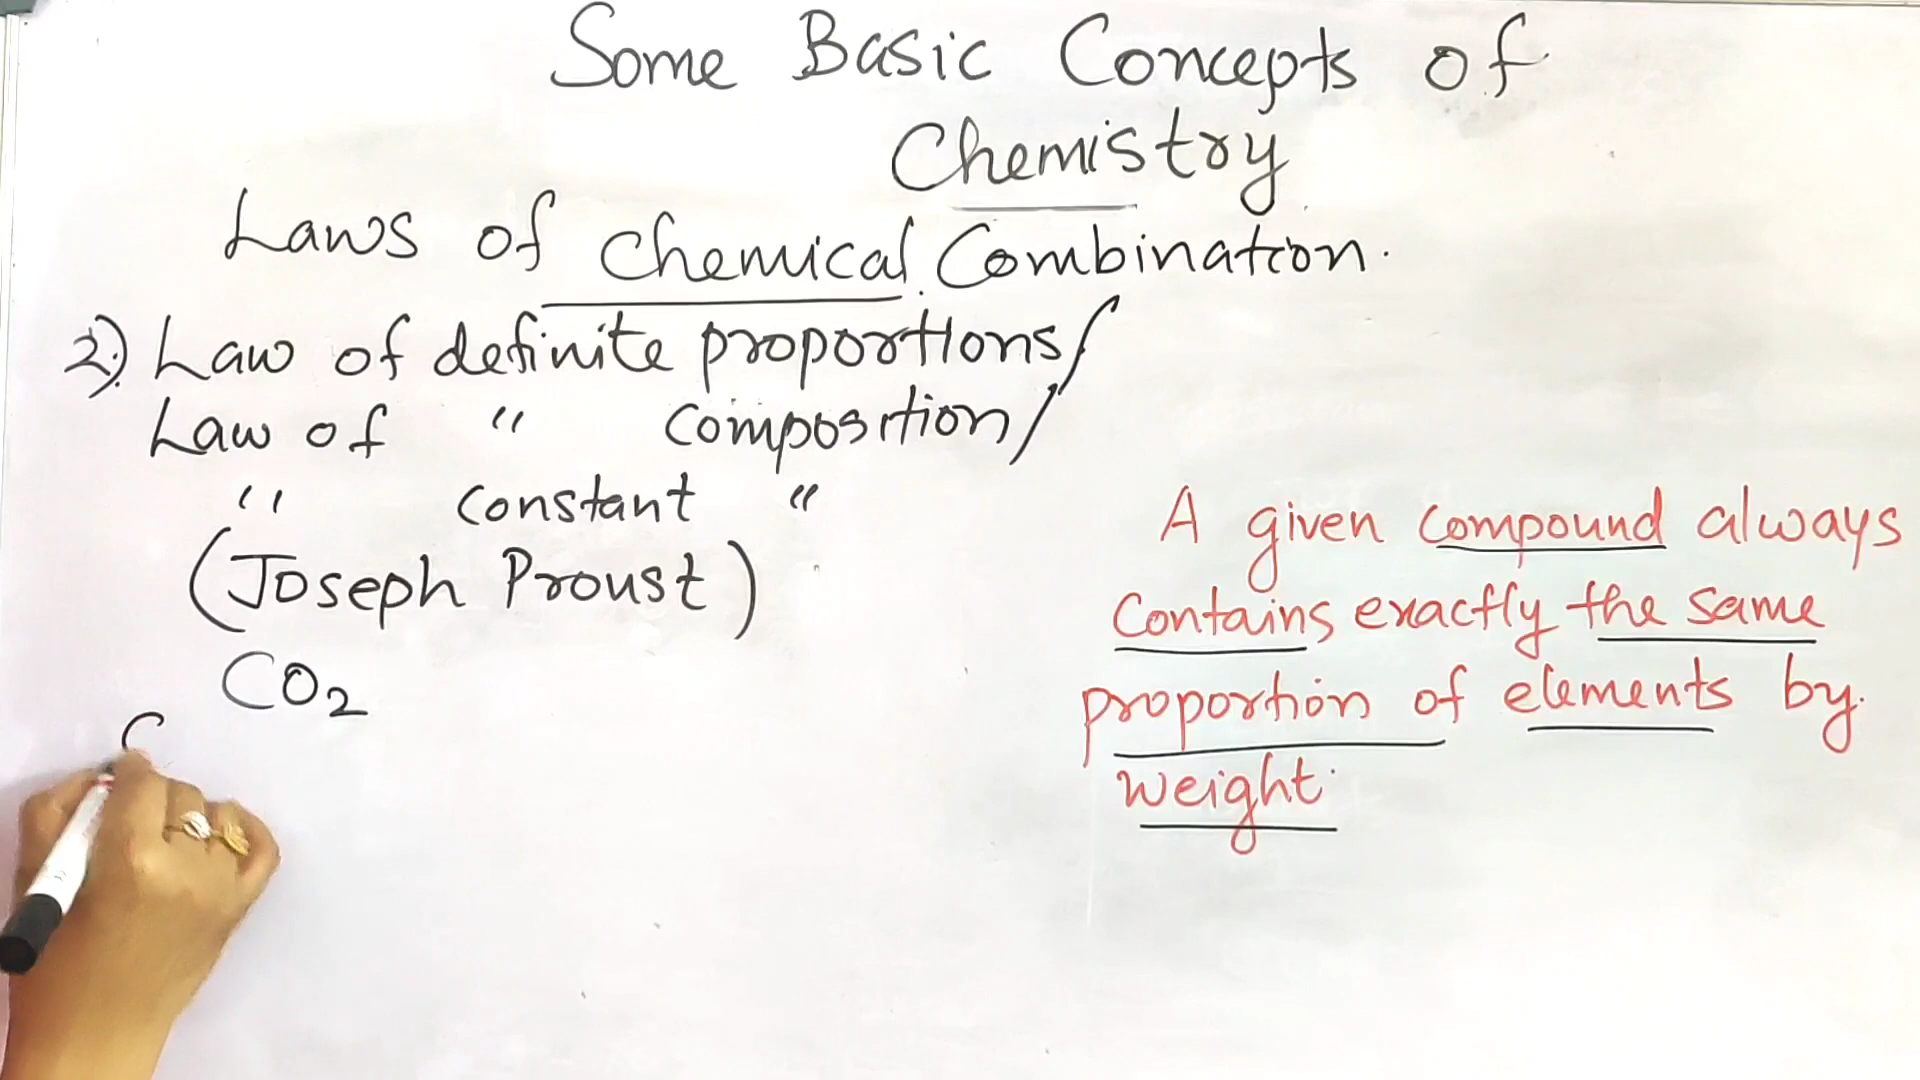 Some Basic Concepts of
Chemistry
Laws of Chemical Combination.
2) Law of definite proportions/
Law of " composition/
" constant "
(Joseph Proust)
CO₂
C
A given compound always
contains exactly the same
proportion of elements by.
weight.